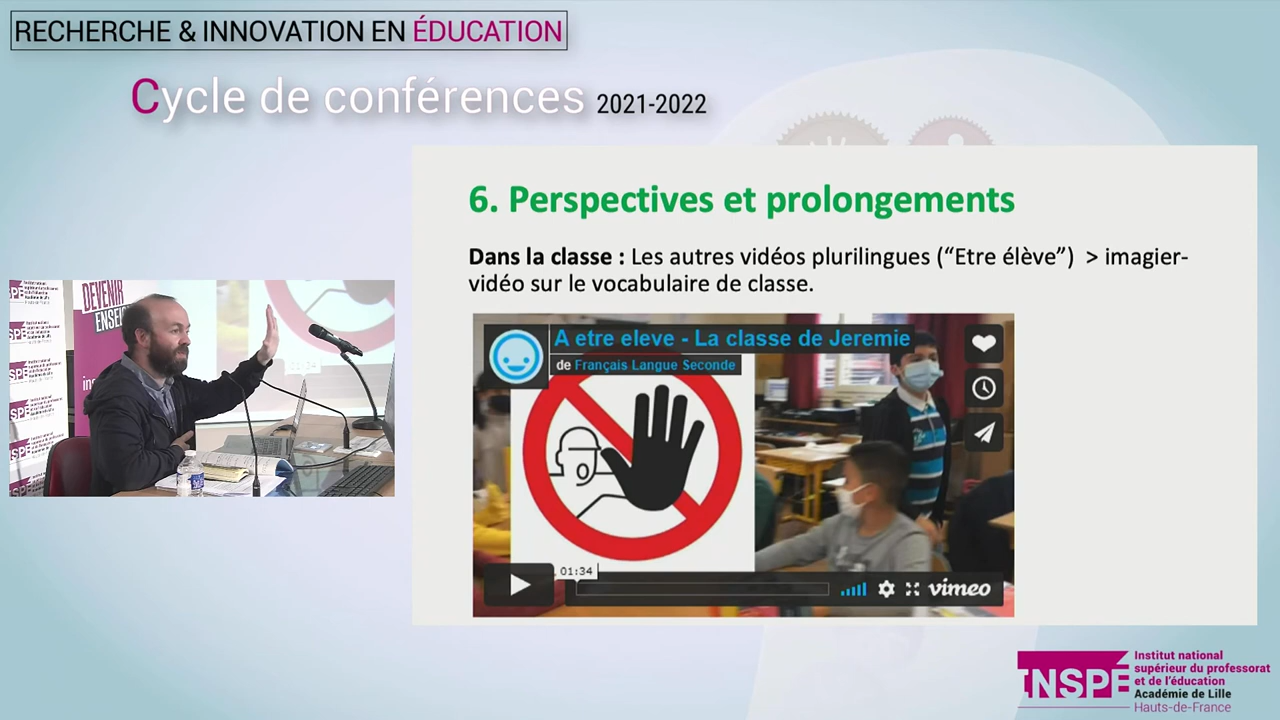 RECHERCHE & INNOVATION EN ÉDUCATION
Cycle de conférences 2021-2022
6. Perspectives et prolongements
Dans la classe : Les autres vidéos plurilingues (“Etre élève”) > imagier-
vidéo sur le vocabulaire de classe.
A etre eleve - La classe de Jeremie
de Français Langue Seconde
01:34
vimeo
DEVENIR
INSPÉ
Institut national
supérieur du professorat
et de l'éducation
Académie de Lille
Hauts-de-France